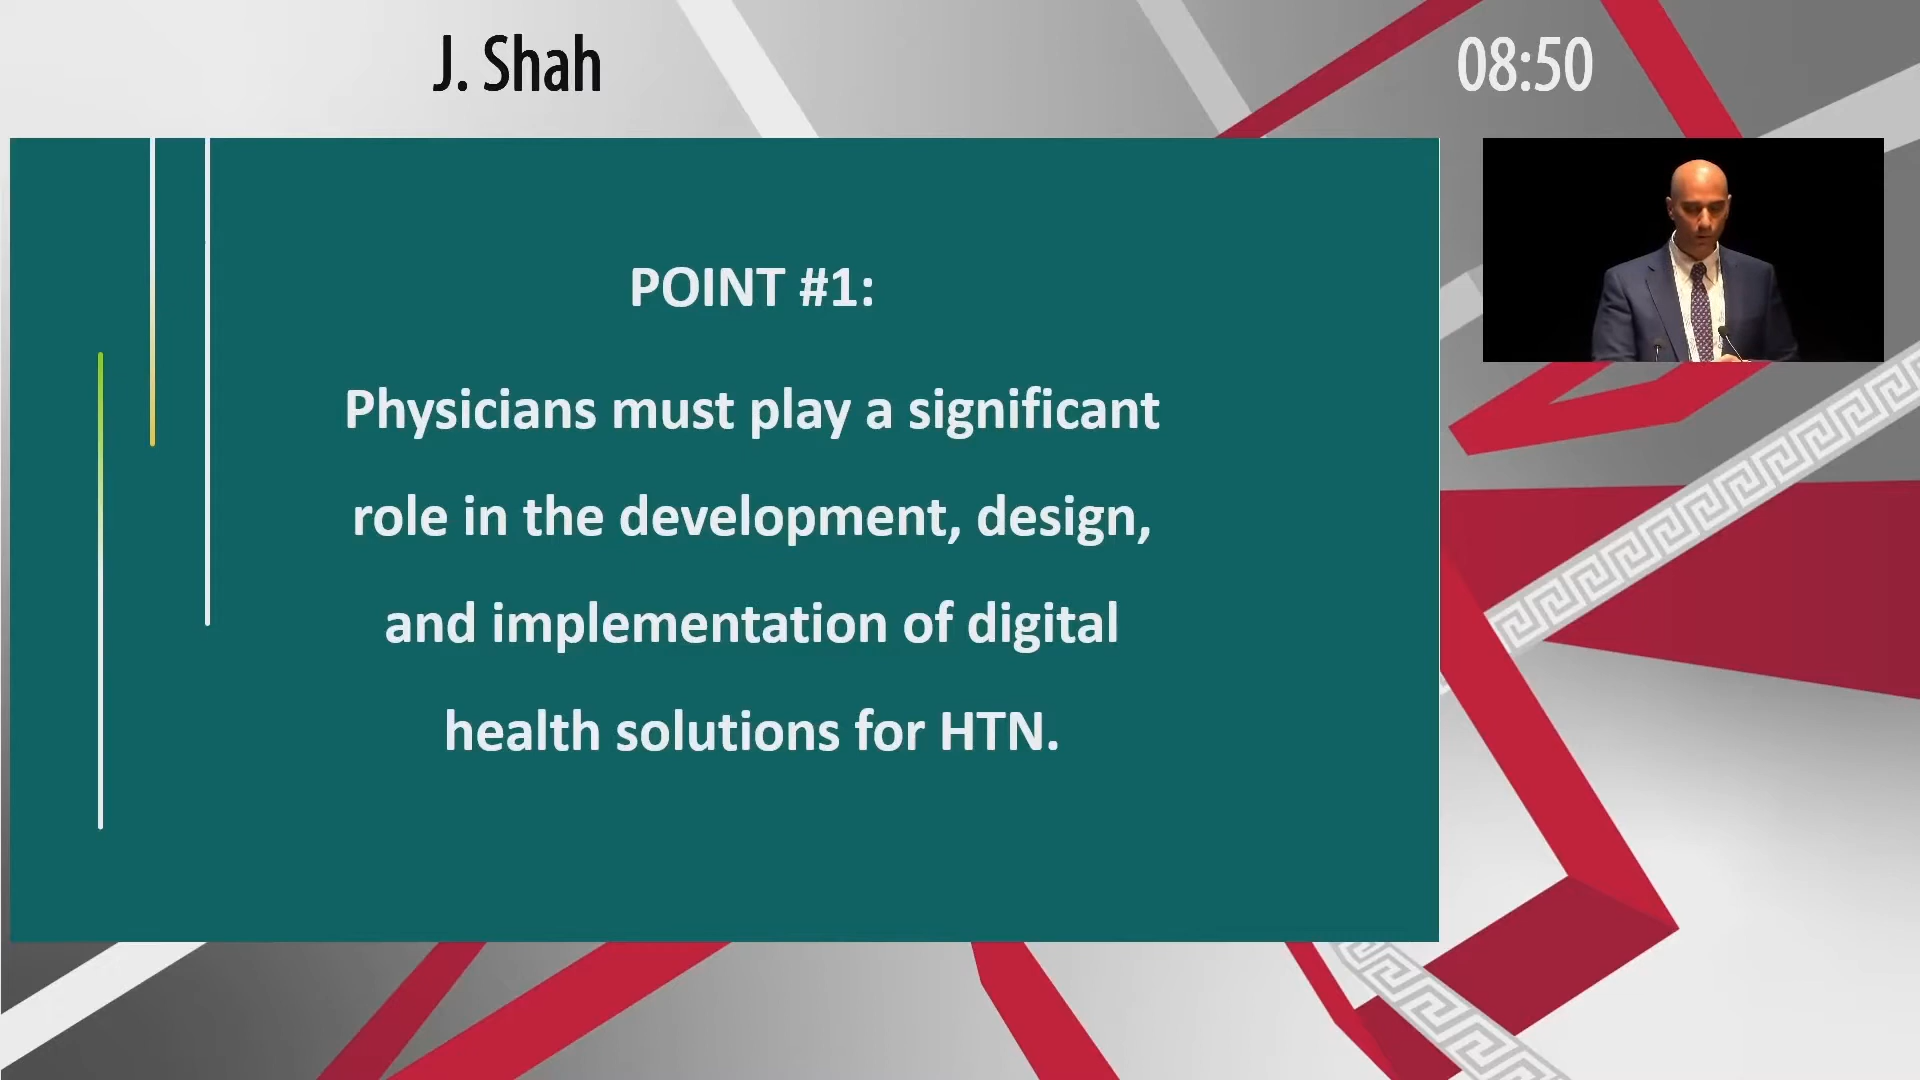 J. Shah
08:50
POINT #1:
Physicians must play a significant
role in the development, design,
and implementation of digital
health solutions for HTN.